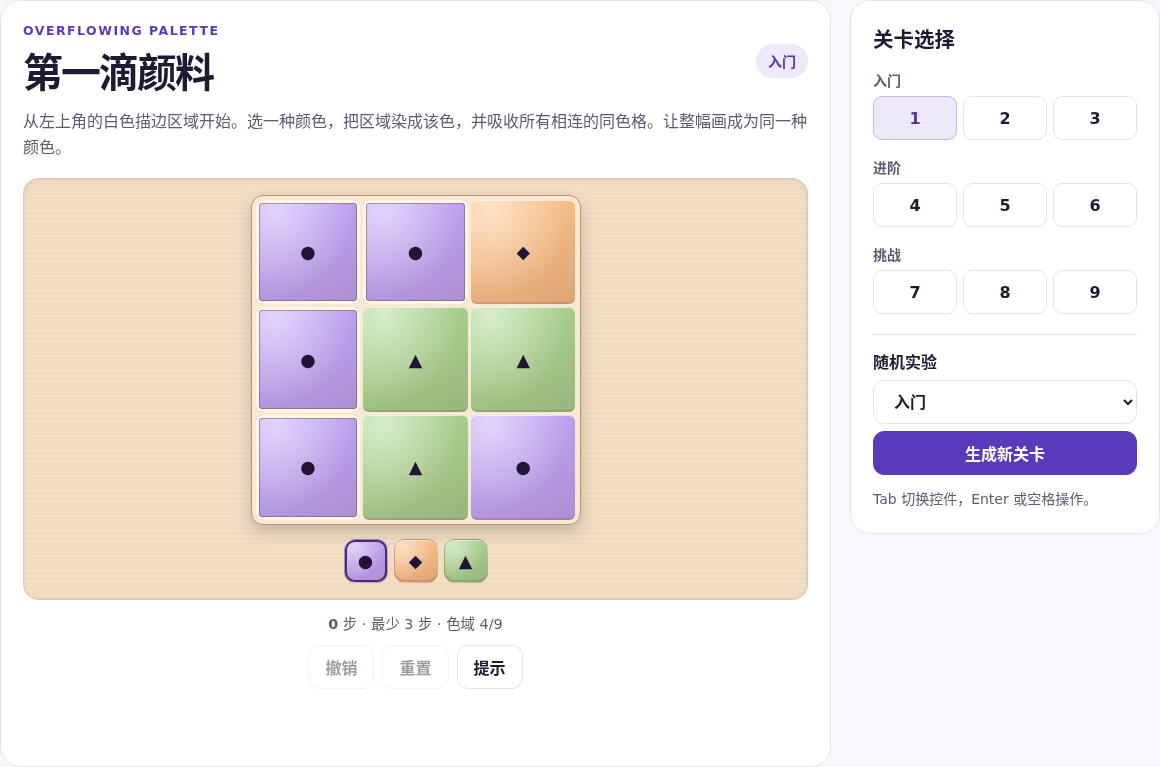 OVERFLOWING PALETTE
第一滴颜料
入门
从左上角的白色描边区域开始。选一种颜色，把区域染成该色，并吸收所有相连的同色格。让整幅画成为同一种
颜色。
0 步 · 最少 3 步 · 色域 4/9
撤销 重置 提示
关卡选择
入门
1 2 3
进阶
4 5 6
挑战
7 8 9
随机实验
入门
生成新关卡
Tab 切换控件，Enter 或空格操作。